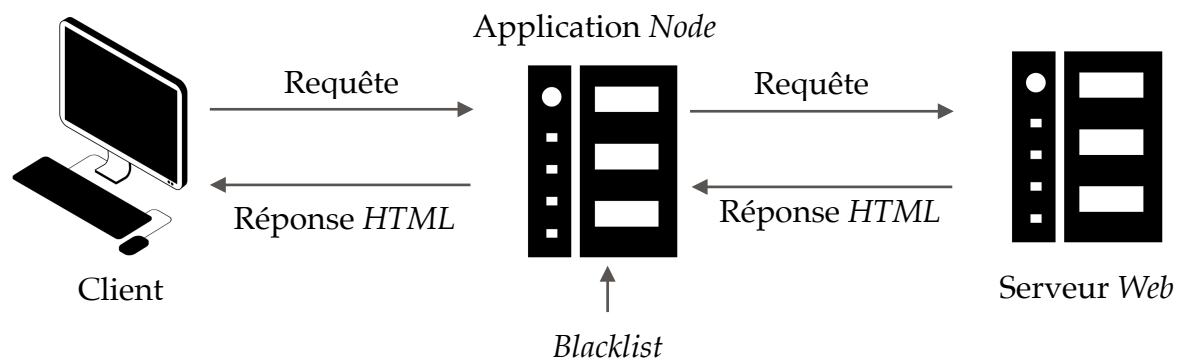 Application Node
Requête
Requête
Réponse HTML
Réponse HTML
Client
Serveur Web
Blacklist